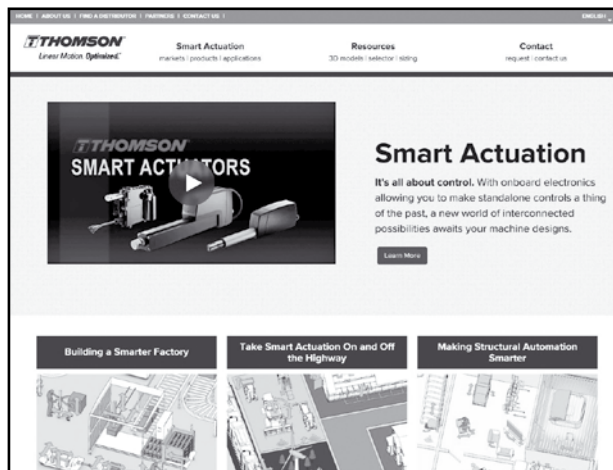 HOME | ABOUT US | FIND A DISTRIBUTOR | PARTNERS | CONTACT US |
ENGLISH
THOMSON
Linear Motion. Optimized.™
Smart Actuation
markets | products | applications
Resources
3D models | selector | sizing
Contact
request | contact us
THOMSON
SMART ACTUATORS
Smart Actuation
It's all about control. With onboard electronics
allowing you to make standalone controls a thing
of the past, a new world of interconnected
possibilities awaits your machine designs.
Learn More
Building a Smarter Factory
Take Smart Actuation On and Off
the Highway
Making Structural Automation
Smarter